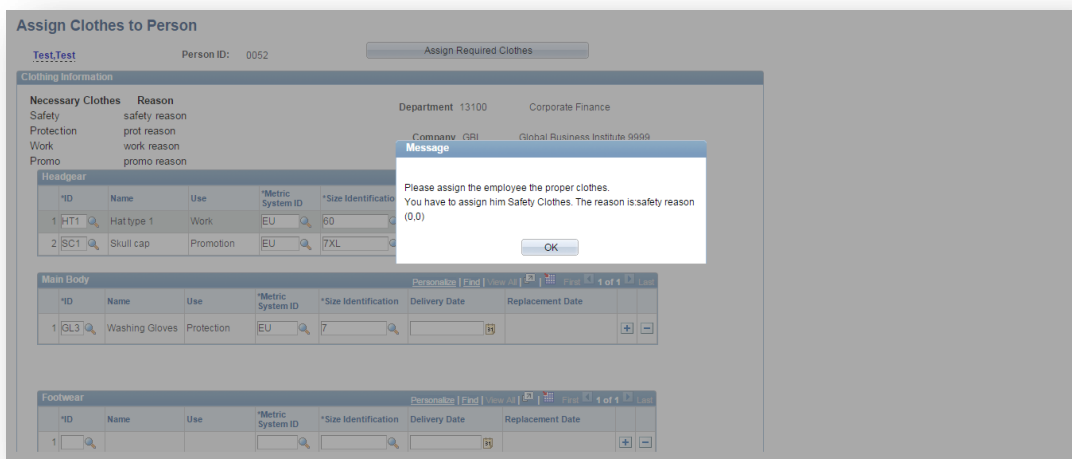 Assign Clothes to Person
Test,Test Person ID: 0052 Assign Required Clothes
Clothing Information
Necessary Clothes Reason
Safety safety reason
Protection prot reason
Work work reason
Promo promo reason
Department 13100 Corporate Finance
Company GBI Global Business Institute 9999
Message
Please assign the employee the proper clothes.
You have to assign him Safety Clothes. The reason is:safety reason
(0,0)
OK
Headgear
*ID Name Use *Metric System ID *Size Identificatio
1 HT1 Hat type 1 Work EU 60
2 SC1 Skull cap Promotion EU 7XL
Main Body Personalize | Find | View All | First 1 of 1 Last
*ID Name Use *Metric System ID *Size Identification Delivery Date Replacement Date
1 GL3 Washing Gloves Protection EU 7
Footwear Personalize | Find | View All | First 1 of 1 Last
*ID Name Use *Metric System ID *Size Identification Delivery Date Replacement Date
1